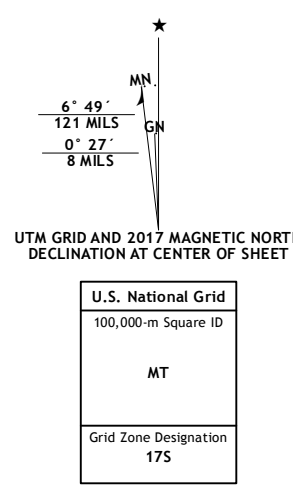 ★
MN
6° 49´
121 MILS
GN
0° 27´
8 MILS
UTM GRID AND 2017 MAGNETIC NORT
DECLINATION AT CENTER OF SHEET
U.S. National Grid
100,000-m Square ID
MT
Grid Zone Designation
17S